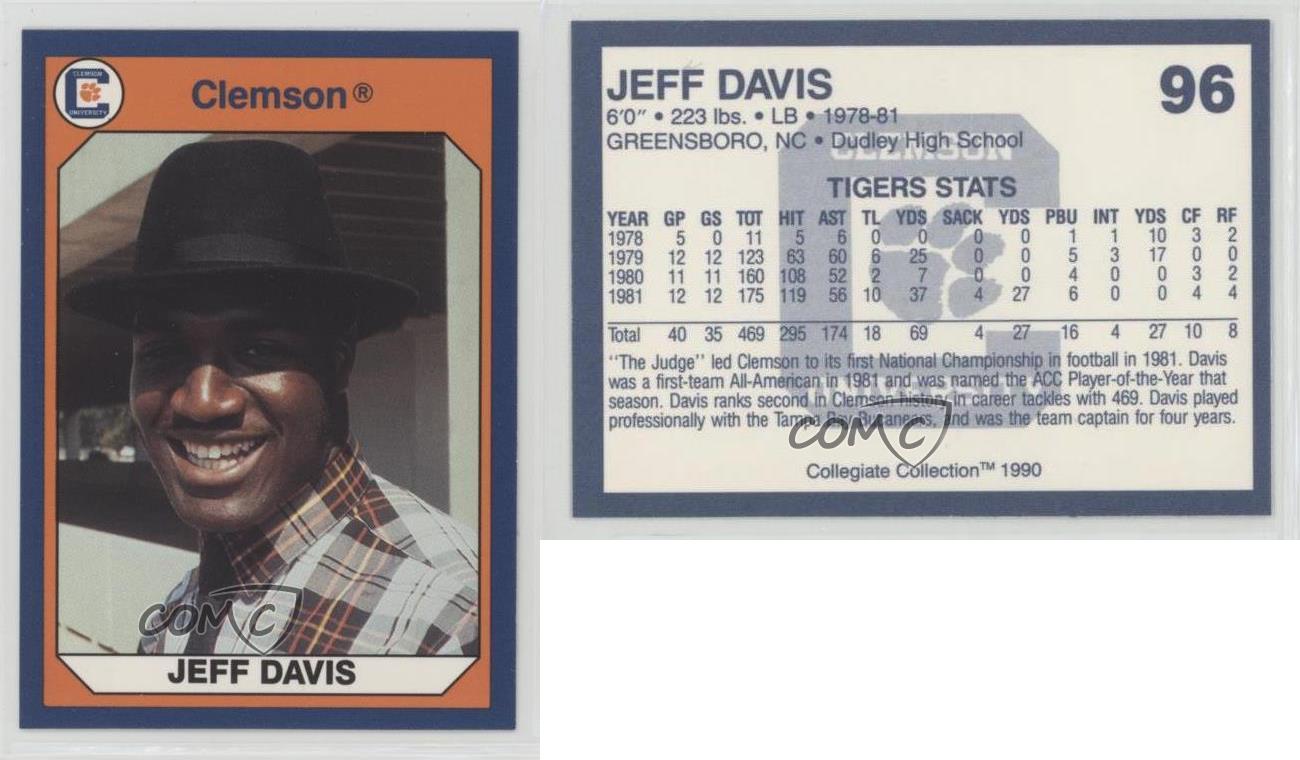 CLEMSON
UNIVERSITY
Clemson®
COMC
JEFF DAVIS
JEFF DAVIS 96
6'0" • 223 lbs. • LB • 1978-81
GREENSBORO, NC • Dudley High School
CLEMSON
TIGERS STATS
YEAR GP GS TOT HIT AST TL YDS SACK YDS PBU INT YDS CF RF
1978 5 0 11 5 6 0 0 0 0 1 1 10 3 2
1979 12 12 123 63 60 6 25 0 0 5 3 17 0 0
1980 11 11 160 108 52 2 7 0 0 4 0 0 3 2
1981 12 12 175 119 56 10 37 4 27 6 0 0 4 4
Total 40 35 469 295 174 18 69 4 27 16 4 27 10 8
"The Judge" led Clemson to its first National Championship in football in 1981. Davis
was a first-team All-American in 1981 and was named the ACC Player-of-the-Year that
season. Davis ranks second in Clemson history in career tackles with 469. Davis played
professionally with the Tampa Bay Bucaneers, and was the team captain for four years.
UNIVERSITY
COMC
Collegiate Collection™ 1990